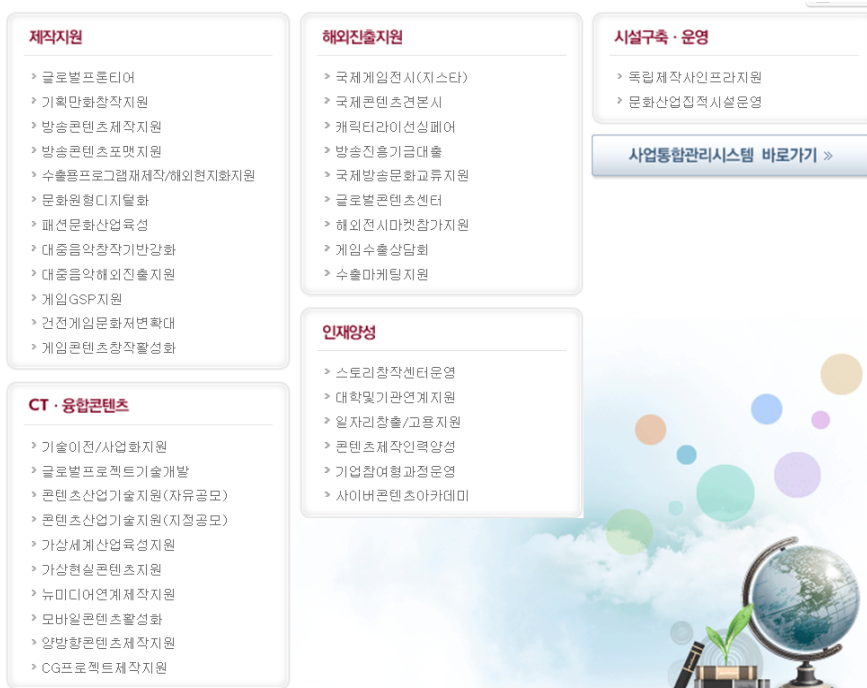 제작지원
글로벌프론티어
기획만화창작지원
방송콘텐츠제작지원
방송콘텐츠포맷지원
수출용프로그램재제작/해외현지화지원
문화원형디지털화
패션문화산업육성
대중음악창작기반강화
대중음악해외진출지원
게임GSP지원
건전게임문화저변확대
게임콘텐츠창작활성화
CT · 융합콘텐츠
기술이전/사업화지원
글로벌프로젝트기술개발
콘텐츠산업기술지원(자유공모)
콘텐츠산업기술지원(지정공모)
가상세계산업육성지원
가상현실콘텐츠지원
뉴미디어연계제작지원
모바일콘텐츠활성화
양방향콘텐츠제작지원
CG프로젝트제작지원
해외진출지원
국제게임전시(지스타)
국제콘텐츠견본시
캐릭터라이선싱페어
방송진흥기금대출
국제방송문화교류지원
글로벌콘텐츠센터
해외전시마켓참가지원
게임수출상담회
수출마케팅지원
인재양성
스토리창작센터운영
대학및기관연계지원
일자리창출/고용지원
콘텐츠제작인력양성
기업참여형과정운영
사이버콘텐츠아카데미
시설구축 · 운영
독립제작사인프라지원
문화산업집적시설운영
사업통합관리시스템 바로가기 »